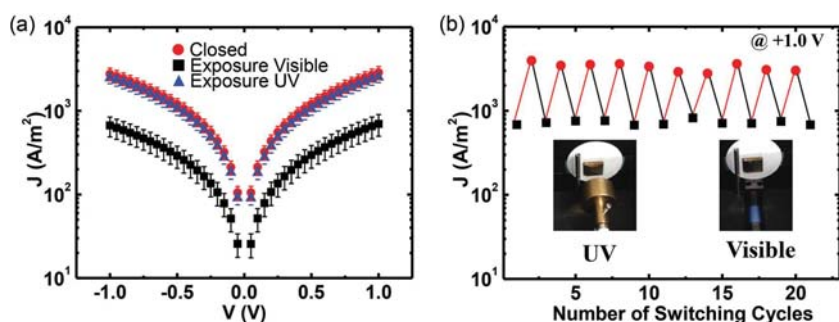 (a)
J (A/m²)
10⁴
10³
10²
10¹
Closed
Exposure Visible
Exposure UV
-1.0 -0.5 0.0 0.5 1.0
V (V)
(b)
J (A/m²)
10⁴
10³
10²
10¹
@ +1.0 V
UV Visible
5 10 15 20
Number of Switching Cycles